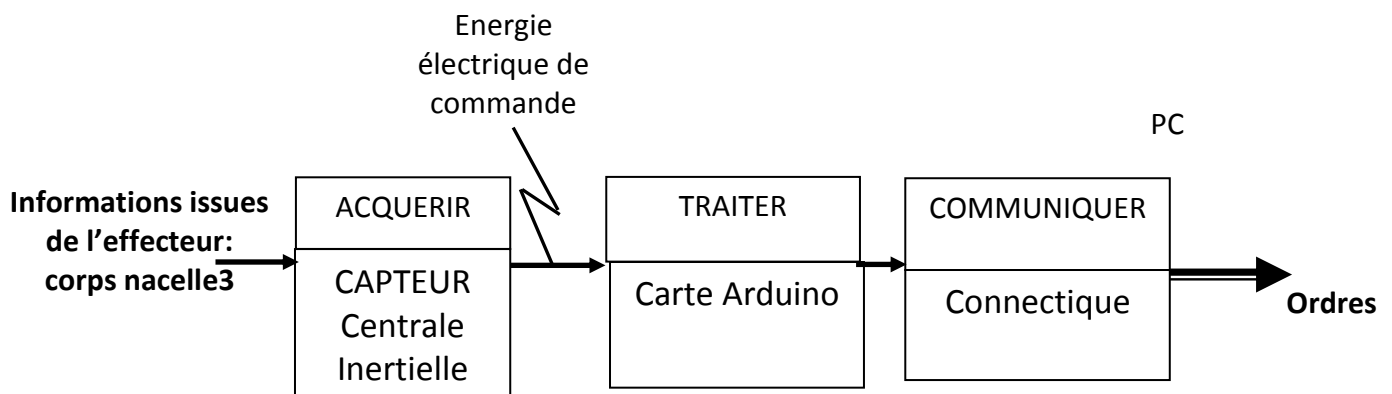 Energie
électrique de
commande
PC
Informations issues
de l’effecteur:
corps nacelle3
ACQUERIR
CAPTEUR
Centrale
Inertielle
TRAITER
Carte Arduino
COMMUNIQUER
Connectique
Ordres